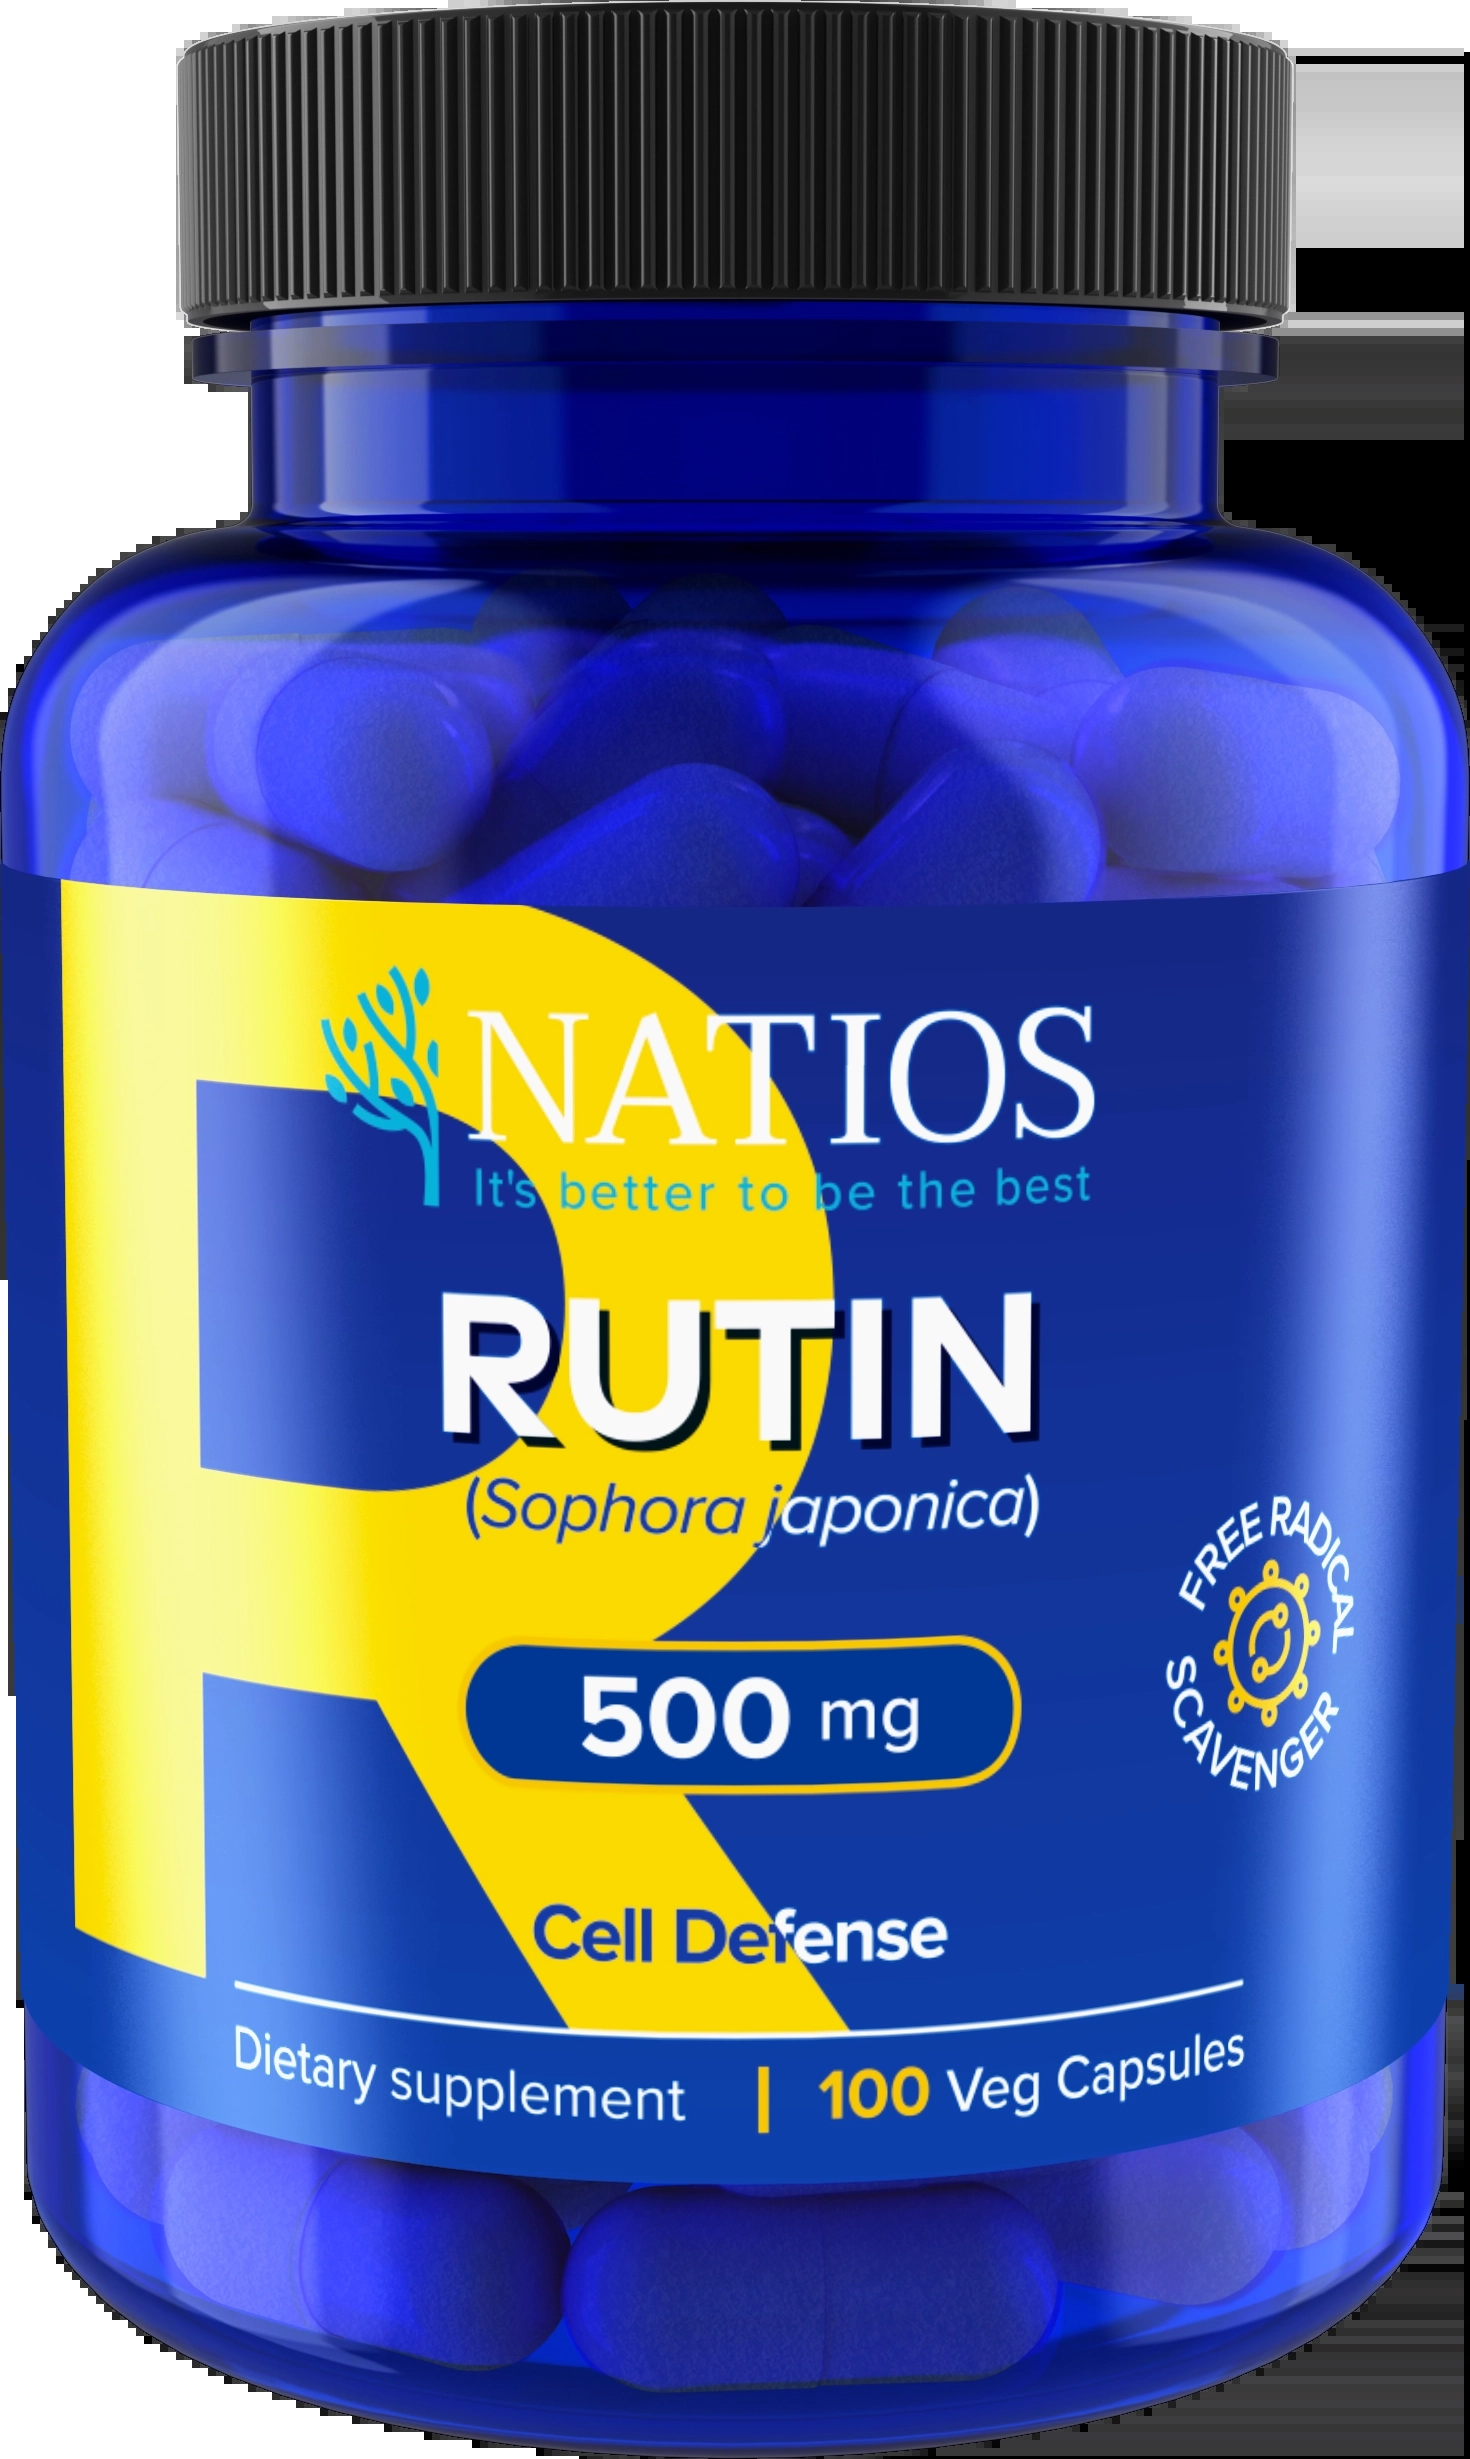 NATIOS
It's better to be the best
RUTIN
(Sophora japonica)
FREE RADICAL
SCAVENGER
500 mg
Cell Defense
Dietary supplement | 100 Veg Capsules